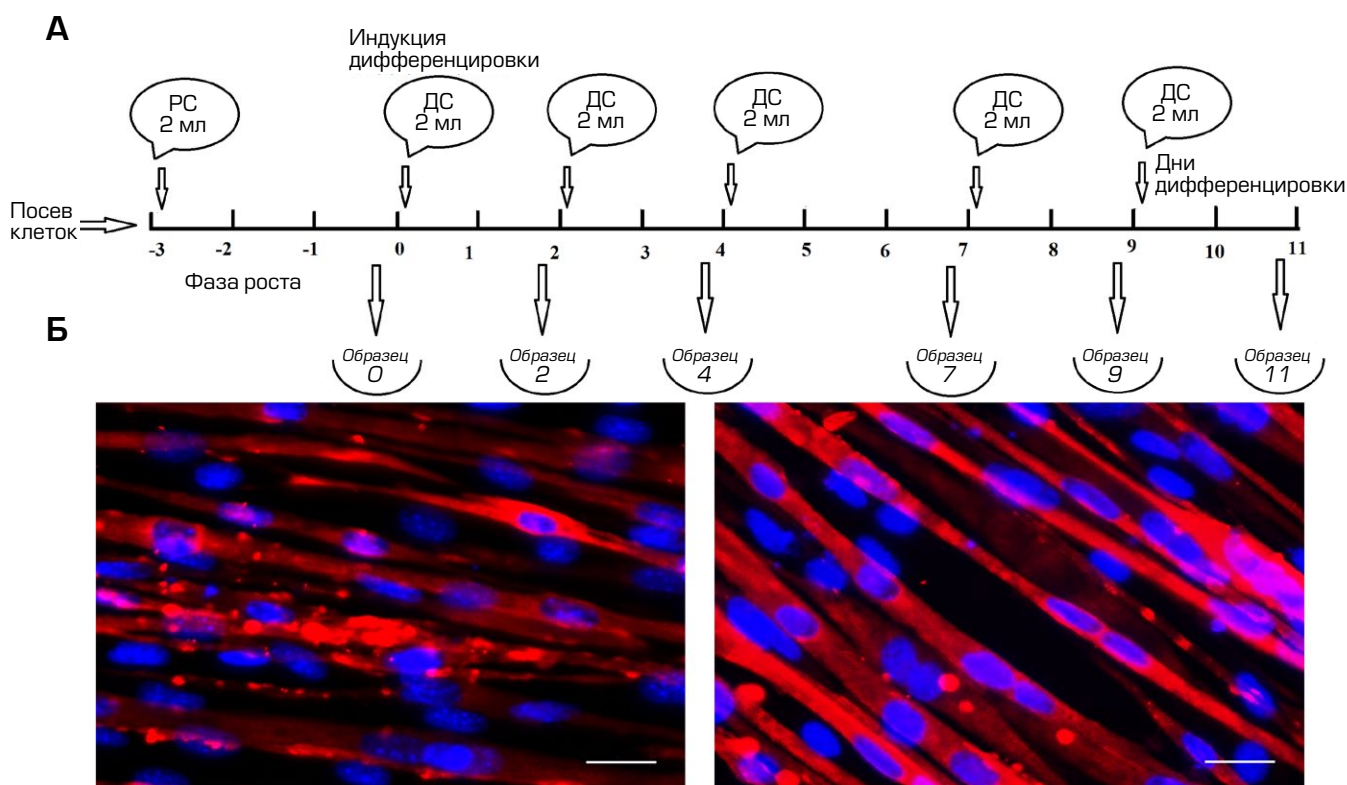 А
Индукция
дифференцировки
РС
2 мл
ДС
2 мл
ДС
2 мл
ДС
2 мл
ДС
2 мл
ДС
2 мл
Дни
дифференцировки
Посев
клеток
-3 -2 -1 0 1 2 3 4 5 6 7 8 9 10 11
Фаза роста
Б
Образец
0
Образец
2
Образец
4
Образец
7
Образец
9
Образец
11